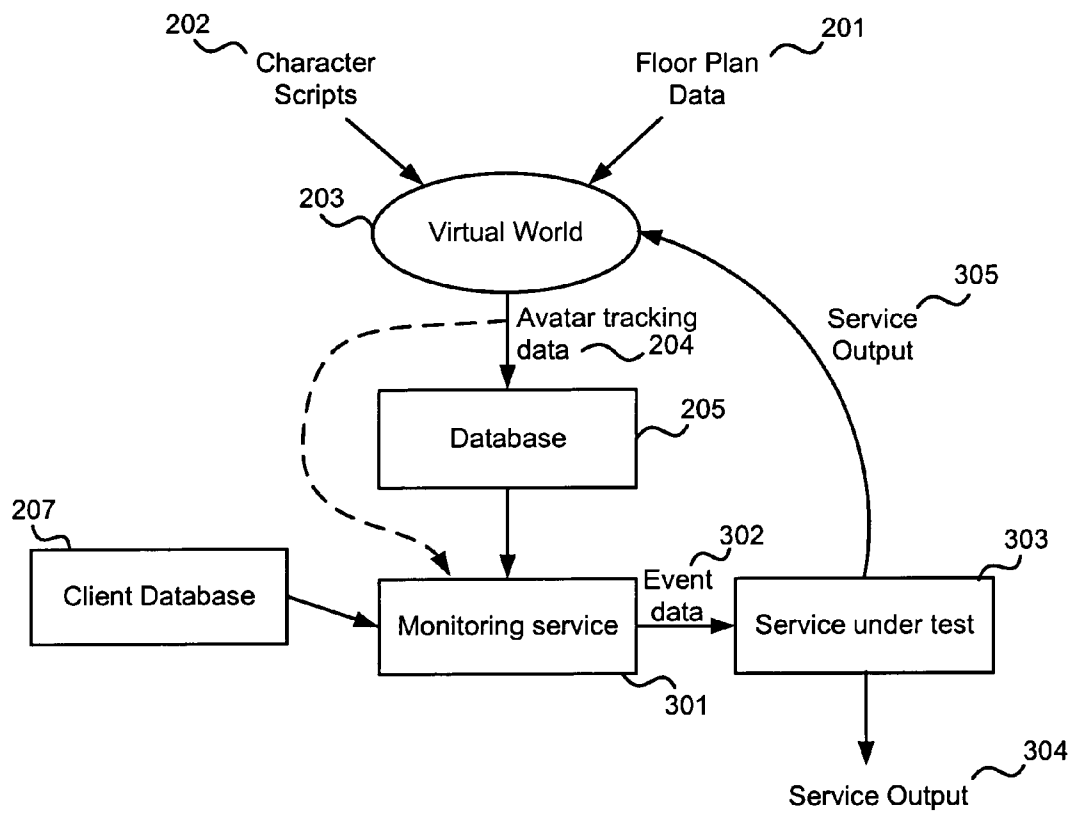 202
201
Character
Scripts
Floor Plan
Data
203
Virtual World
305
Service
Output
Avatar tracking
data
204
205
Database
207
302
303
Client Database
Event
data
Monitoring service
Service under test
301
304
Service Output